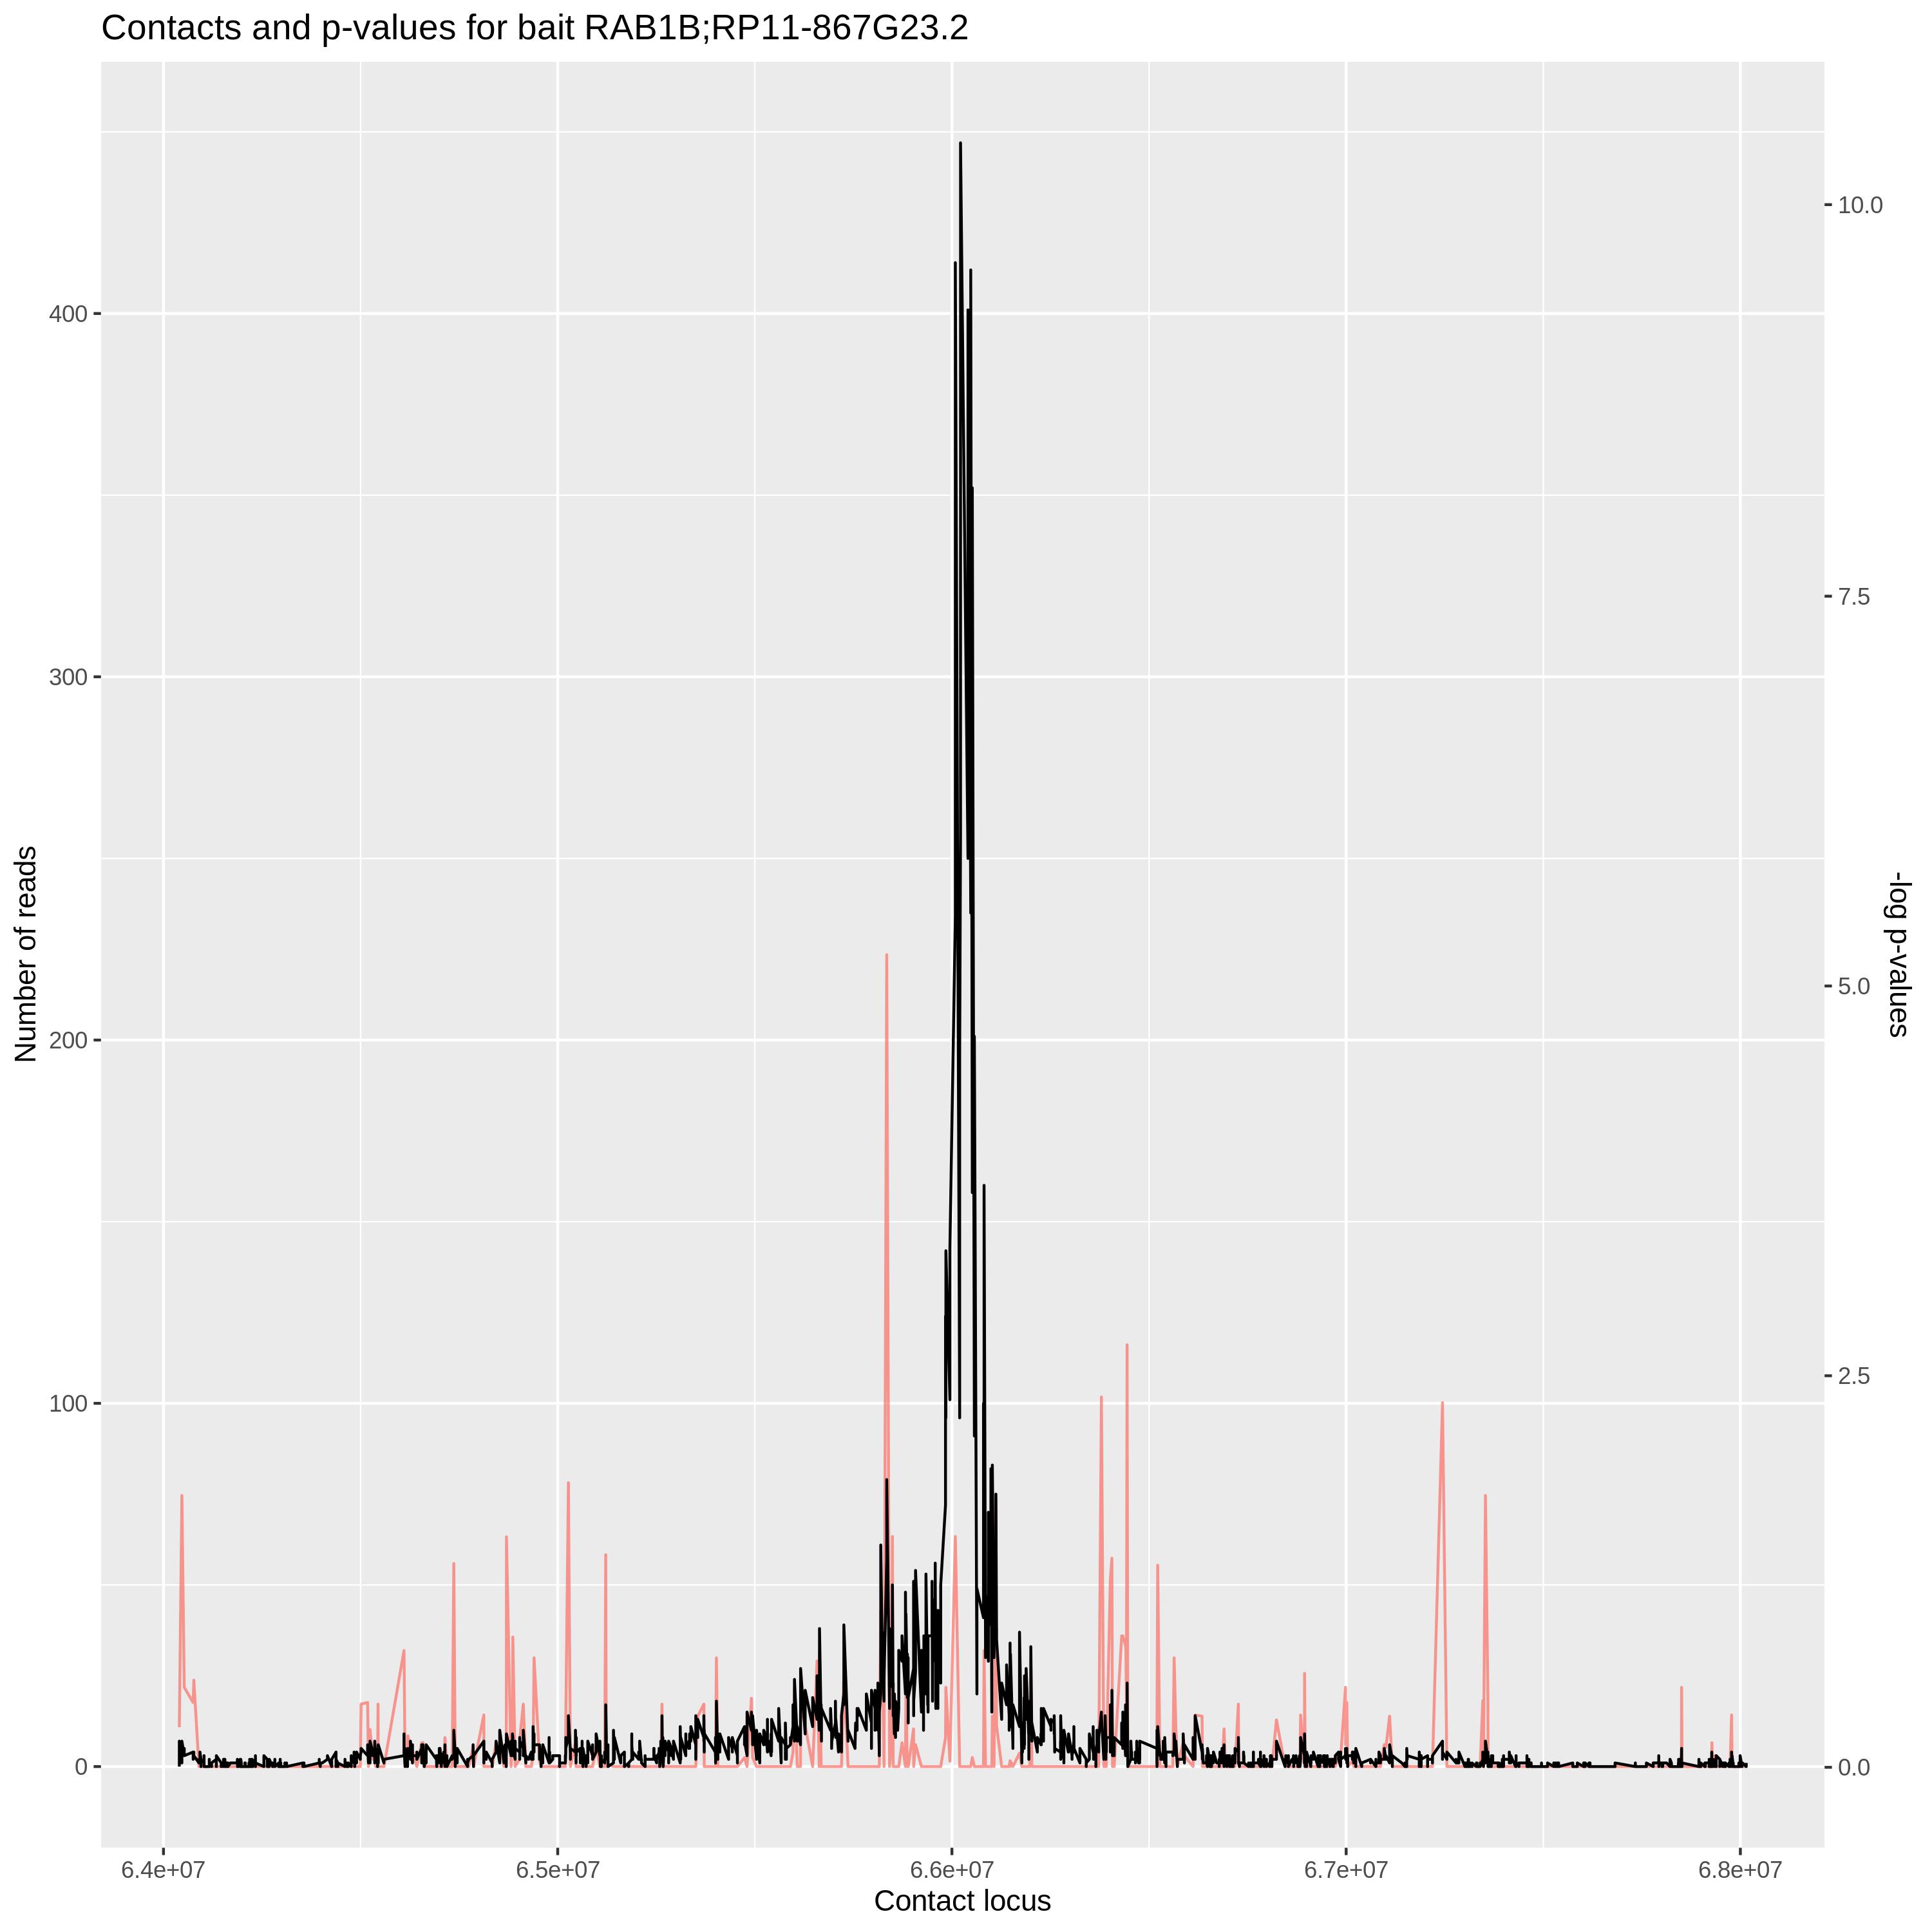 Contacts and p-values for bait RAB1B;RP11-867G23.2
Number of reads
400
300
200
100
0
10.0
7.5
5.0
2.5
0.0
-log p-values
6.4e+07 6.5e+07 6.6e+07 6.7e+07 6.8e+07
Contact locus